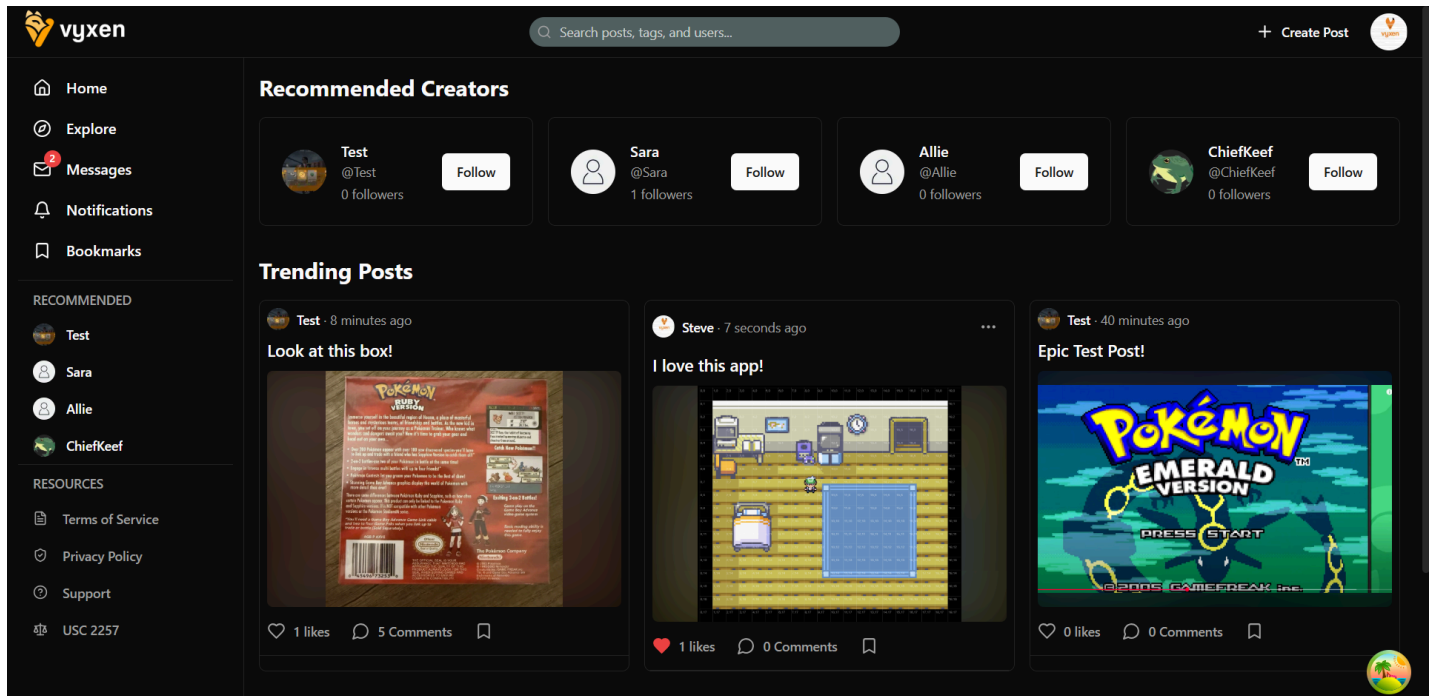 vyxen
Search posts, tags, and users...
Create Post
Home
Explore
2
Messages
Notifications
Bookmarks
RECOMMENDED
Test
Sara
Allie
ChiefKeef
RESOURCES
Terms of Service
Privacy Policy
Support
USC 2257
Recommended Creators
Test
@Test
0 followers
Follow
Sara
@Sara
1 followers
Follow
Allie
@Allie
0 followers
Follow
ChiefKeef
@ChiefKeef
0 followers
Follow
Trending Posts
Test · 8 minutes ago
Look at this box!
POKéMON
RUBY
VERSION
1 likes
5 Comments
Steve · 7 seconds ago
I love this app!
1 likes
0 Comments
Test · 40 minutes ago
Epic Test Post!
POKéMON
TM
EMERALD
VERSION
PRESS START
©2005 GAMEFREAK inc.
0 likes
0 Comments